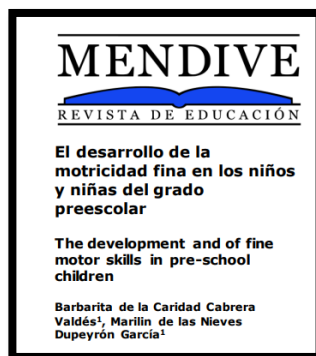 MENDIVE
REVISTA DE EDUCACIÓN
El desarrollo de la
motricidad fina en los niños
y niñas del grado
preescolar
The development and of fine
motor skills in pre-school
children
Barbarita de la Caridad Cabrera
Valdés¹, Marilin de las Nieves
Dupeyrón García¹